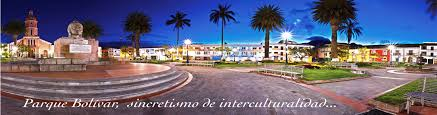 Parque Bolívar, sincretismo de interculturalidad...